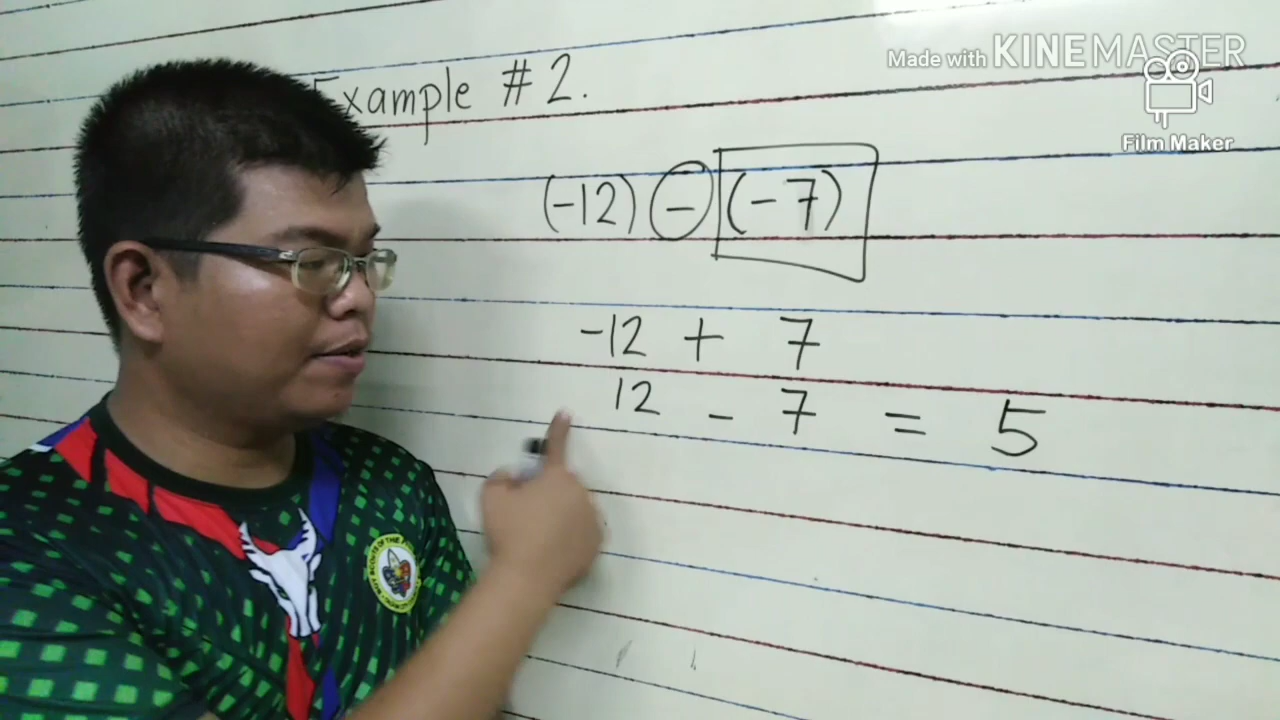 Made with KINEMASTER
Film Maker
Example # 2.
(-12) - (-7)
-12 + 7
12 - 7 = 5